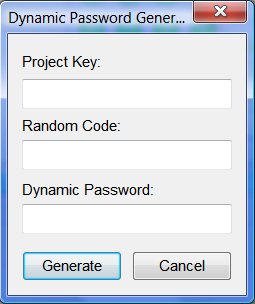 Dynamic Password Gener...
Project Key:
Random Code:
Dynamic Password:
Generate Cancel